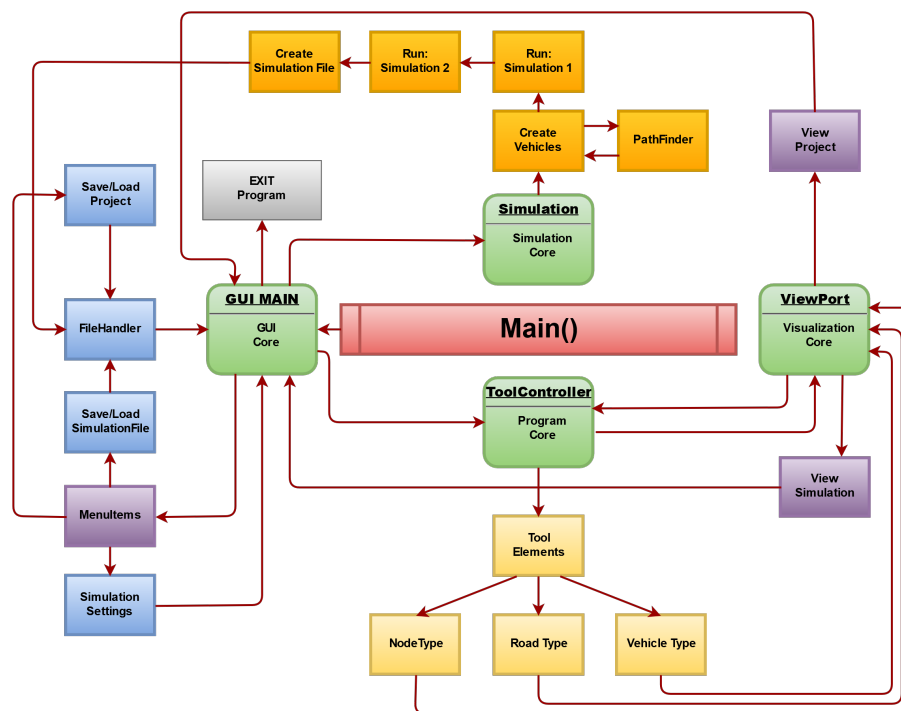 Create
Simulation File
Run:
Simulation 2
Run:
Simulation 1
Create
Vehicles
PathFinder
View
Project
Save/Load
Project
EXIT
Program
Simulation
Simulation
Core
GUI MAIN
GUI
Core
FileHandler
Main()
ViewPort
Visualization
Core
ToolController
Program
Core
Save/Load
SimulationFile
MenuItems
View
Simulation
Tool
Elements
Simulation
Settings
NodeType
Road Type
Vehicle Type